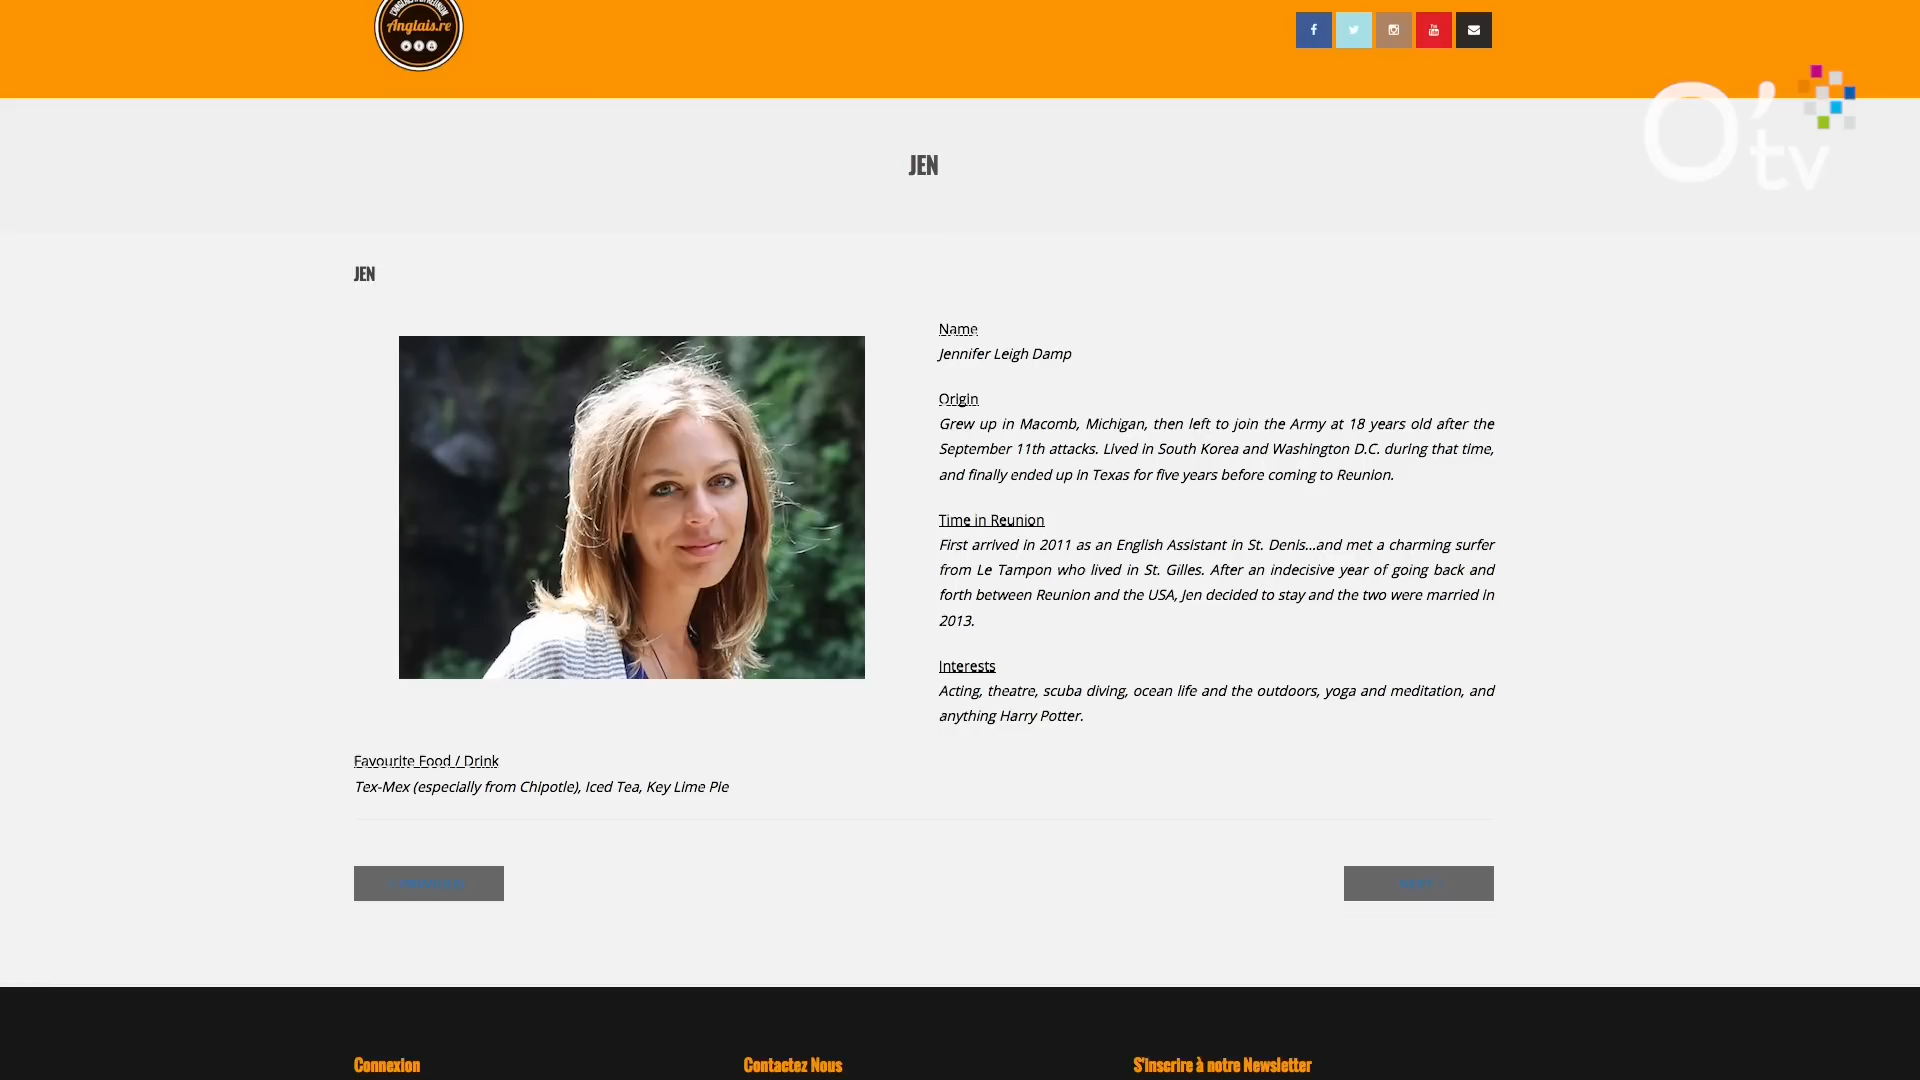 Anglais.re
O'tv
JEN
JEN
Name
Jennifer Leigh Damp
Origin
Grew up in Macomb, Michigan, then left to join the Army at 18 years old after the
September 11th attacks. Lived in South Korea and Washington D.C. during that time,
and finally ended up in Texas for five years before coming to Reunion.
Time in Reunion
First arrived in 2011 as an English Assistant in St. Denis...and met a charming surfer
from Le Tampon who lived in St. Gilles. After an indecisive year of going back and
forth between Reunion and the USA, Jen decided to stay and the two were married in
2013.
Interests
Acting, theatre, scuba diving, ocean life and the outdoors, yoga and meditation, and
anything Harry Potter.
Favourite Food / Drink
Tex-Mex (especially from Chipotle), Iced Tea, Key Lime Pie
Connexion
Contactez Nous
S'inscrire à notre Newsletter